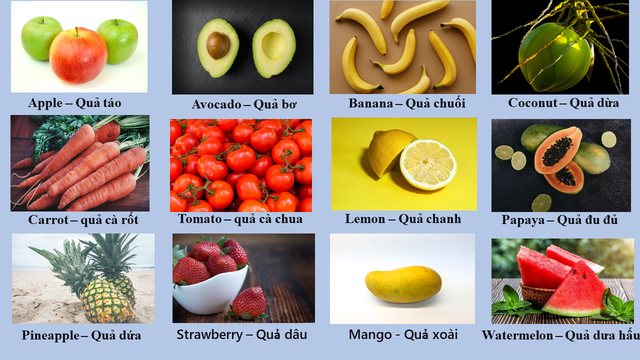 Apple – Quả táo
Avocado – Quả bơ
Banana – Quả chuối
Coconut – Quả dừa
Carrot – quả cà rốt
Tomato – quả cà chua
Lemon – Quả chanh
Papaya – Quả đu đủ
Pineapple – Quả dứa
Strawberry – Quả dâu
Mango - Quả xoài
Watermelon – Quả dưa hấu